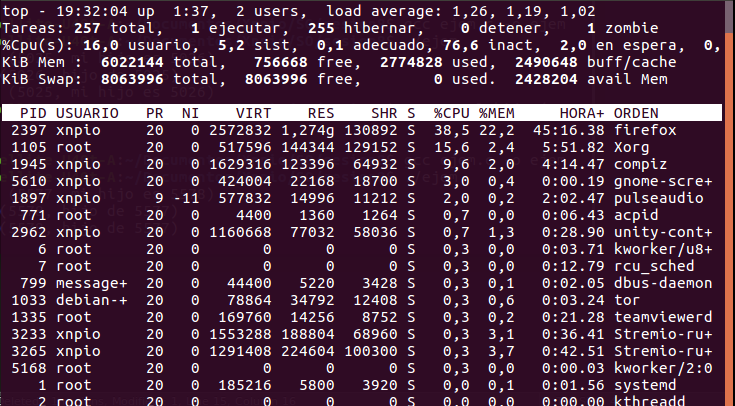 top - 19:32:04 up  1:37,  2 users,  load average: 1,26, 1,19, 1,02
Tareas: 257 total,   1 ejecutar, 255 hibernar,   0 detener,   1 zombie
%Cpu(s): 16,0 usuario,  5,2 sist,  0,1 adecuado, 76,6 inact,  2,0 en espera,  0,
KiB Mem :  6022144 total,   756668 free,  2774828 used,  2490648 buff/cache
KiB Swap:  8063996 total,  8063996 free,        0 used.  2428204 avail Mem
PID USUARIO   PR  NI    VIRT    RES    SHR S  %CPU %MEM     HORA+ ORDEN
2397 xnpio     20   0 2572832 1,274g 130892 S  38,5 22,2  45:16.38 firefox
1105 root      20   0  517596 144344 129152 S  15,6  2,4   5:51.82 Xorg
1945 xnpio     20   0 1629316 123396  64932 S   9,6  2,0   4:14.47 compiz
5610 xnpio     20   0  424004  22168  18700 S   3,0  0,4   0:00.19 gnome-scre+
1897 xnpio      9 -11  577832  14996  11212 S   2,0  0,2   2:02.47 pulseaudio
771 root      20   0    4400   1360   1264 S   0,7  0,0   0:06.43 acpid
2962 xnpio     20   0 1160668  77032  58036 S   0,7  1,3   0:28.90 unity-cont+
6 root      20   0       0      0      0 S   0,3  0,0   0:03.71 kworker/u8+
7 root      20   0       0      0      0 S   0,3  0,0   0:12.79 rcu_sched
799 message+  20   0   44400   5220   3428 S   0,3  0,1   0:02.05 dbus-daemon
1033 debian-+  20   0   78864  34792  12408 S   0,3  0,6   0:03.24 tor
1335 root      20   0  169760  14256   8752 S   0,3  0,2   0:21.28 teamviewerd
3233 xnpio     20   0 1553288 188804  68960 S   0,3  3,1   0:36.41 Stremio-ru+
3265 xnpio     20   0 1291408 224604 100300 S   0,3  3,7   0:42.51 Stremio-ru+
5168 root      20   0       0      0      0 S   0,3  0,0   0:00.03 kworker/2:0
1 root      20   0  185216   5800   3920 S   0,0  0,1   0:01.56 systemd
2 root      20   0       0      0      0 S   0,0  0,0   0:00.00 kthreadd